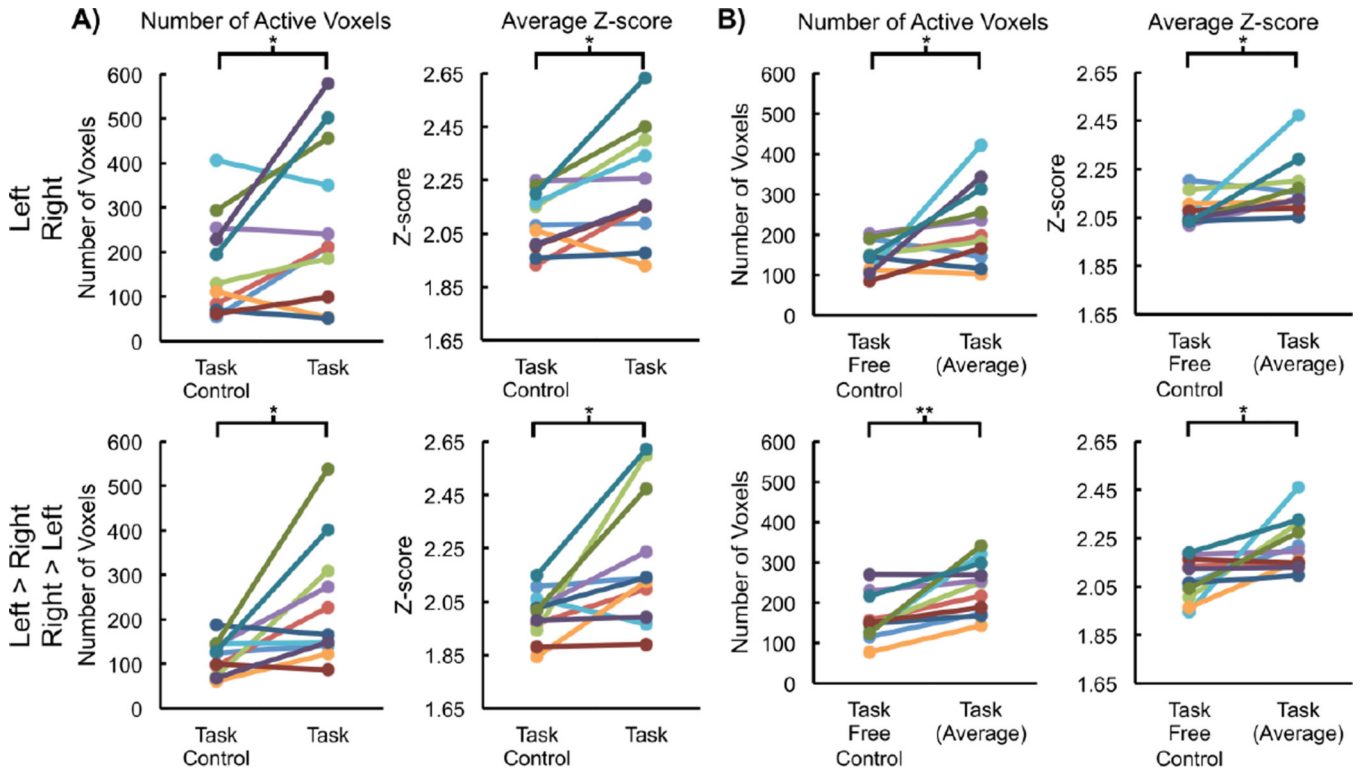 A)
Number of Active Voxels
Average Z-score
B)
Number of Active Voxels
Average Z-score
Left
Right
Number of Voxels
*
600
500
400
300
200
100
0
Task
Control
Task
Z-score
*
2.65
2.45
2.25
2.05
1.85
1.65
Task
Control
Task
Number of Voxels
*
600
500
400
300
200
100
0
Task
Free
Control
Task
(Average)
Z-score
*
2.65
2.45
2.25
2.05
1.85
1.65
Task
Free
Control
Task
(Average)
Left > Right
Right > Left
Number of Voxels
*
600
500
400
300
200
100
0
Task
Control
Task
Z-score
*
2.65
2.45
2.25
2.05
1.85
1.65
Task
Control
Task
Number of Voxels
**
600
500
400
300
200
100
0
Task
Free
Control
Task
(Average)
Z-score
*
2.65
2.45
2.25
2.05
1.85
1.65
Task
Free
Control
Task
(Average)